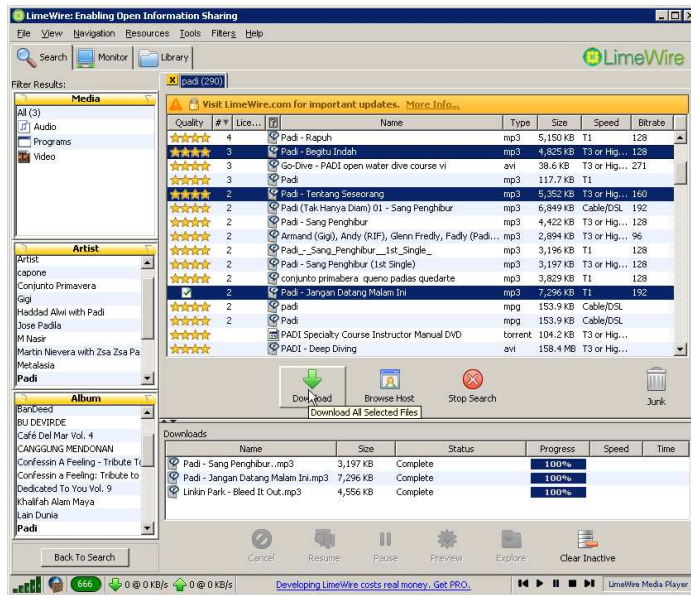 LimeWire: Enabling Open Information Sharing
File View Navigation Resources Tools Filters Help
Search Monitor Library LimeWire
Filter Results:
padi (290)
Media
All (3)
Audio
Programs
Video
Visit LimeWire.com for important updates. More Info...
Quality # Lice... ? Name Type Size Speed Bitrate
4 Padi - Rapuh mp3 5,150 KB T1 128
3 Padi - Begitu Indah mp3 4,825 KB T3 or Hig... 128
3 Go-Dive - PADI open water dive course vi avi 38.6 KB T3 or Hig... 271
3 Padi mp3 117.7 KB T1
2 Padi - Tentang Seseorang mp3 5,352 KB T3 or Hig... 160
2 Padi (Tak Hanya Diam) 01 - Sang Penghibur mp3 6,849 KB Cable/DSL 192
2 Padi - Sang Penghibur mp3 4,422 KB T3 or Hig... 128
2 Armand (Gigi), Andy (RIF), Glenn Fredly, Fadly (Padi... mp3 2,894 KB T3 or Hig... 96
2 Padi_-_Sang_Penghibur__1st_Single_ mp3 3,196 KB T1 128
2 Padi - Sang Penghibur (1st Single) mp3 3,197 KB T3 or Hig... 128
2 conjunto primabera queno padias quedarte mp3 3,829 KB T1 128
2 Padi - Jangan Datang Malam Ini mp3 7,296 KB T1 192
2 padi mpg 153.9 KB Cable/DSL
2 Padi mpg 153.9 KB Cable/DSL
PADI Specialty Course Instructor Manual DVD torrent 104.2 KB T3 or Hig...
PADI - Deep Diving avi 158.4 MB T3 or Hig...
Artist
Artist
capone
Conjunto Primavera
Gigi
Haddad Alwi with Padi
Jose Padila
M Nasir
Martin Nievera with Zsa Zsa Pa
Metalasia
Padi
Download Browse Host Stop Search Junk
Download All Selected Files
Album
BanDeed
BU DEVIRDE
Café Del Mar Vol. 4
CANGGUNG MENDONAN
Confessin A Feeling - Tribute To
Confessin a Feeling: Tribute to
Dedicated To You Vol. 9
Khalifah Alam Maya
Lain Dunia
Padi
Downloads
Name Size Status Progress Speed Time
Padi - Sang Penghibur..mp3 3,197 KB Complete 100%
Padi - Jangan Datang Malam Ini.mp3 7,296 KB Complete 100%
Linkin Park - Bleed It Out.mp3 4,556 KB Complete 100%
Back To Search
Cancel Resume Pause Preview Explore Clear Inactive
666 0 @ 0 KB/s 0 @ 0 KB/s Developing LimeWire costs real money. Get PRO. LimeWire Media Player